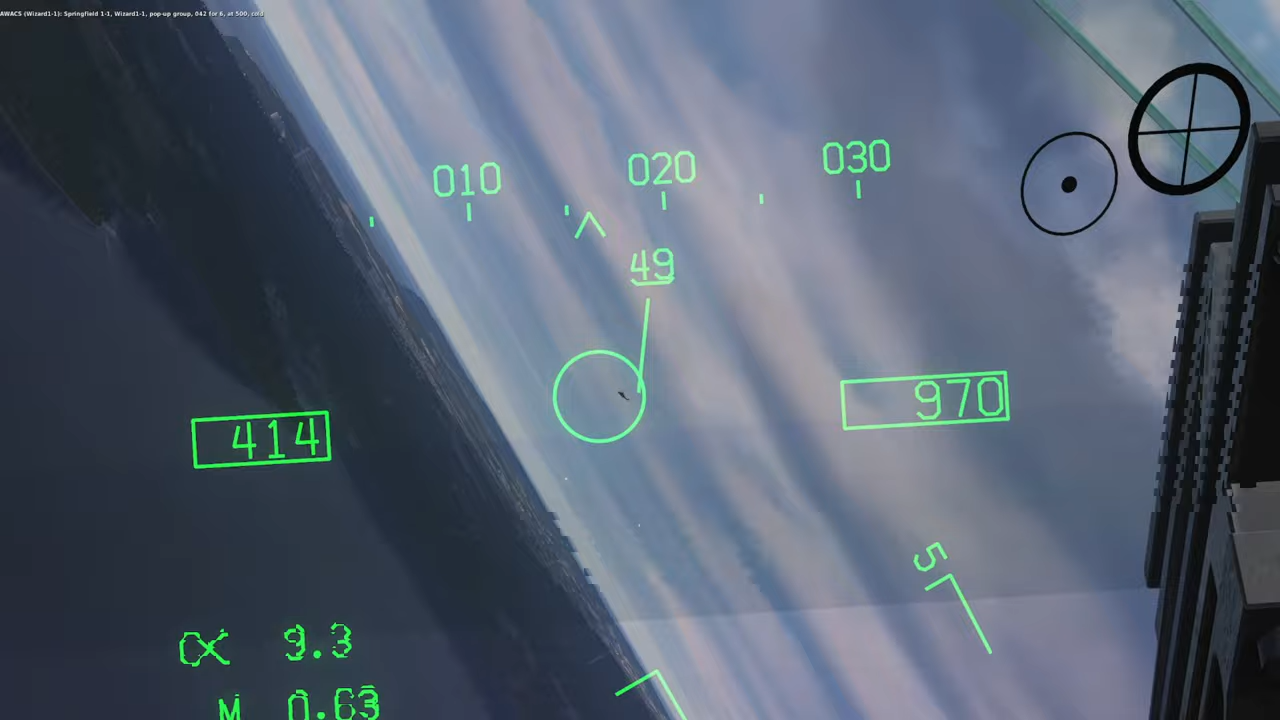 AWACS (Wizard1-1): Springfield 1-1, Wizard1-1, pop-up group, 042 for 6, at 500, cold
010 020 030
49
970
414
5
α 9.3
M 0.63